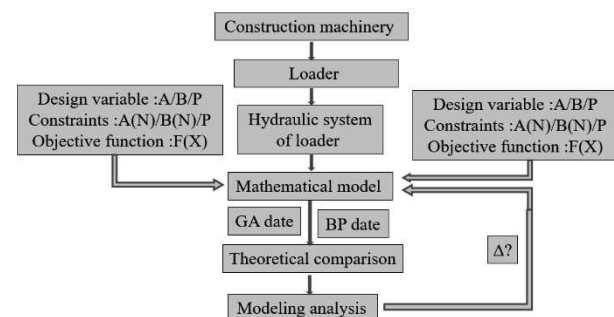 Construction machinery
Loader
Design variable :A/B/P
Constraints :A(N)/B(N)/P
Objective function :F(X)
Hydraulic system
of loader
Design variable :A/B/P
Constraints :A(N)/B(N)/P
Objective function :F(X)
Mathematical model
GA date
BP date
Theoretical comparison
Δ?
Modeling analysis